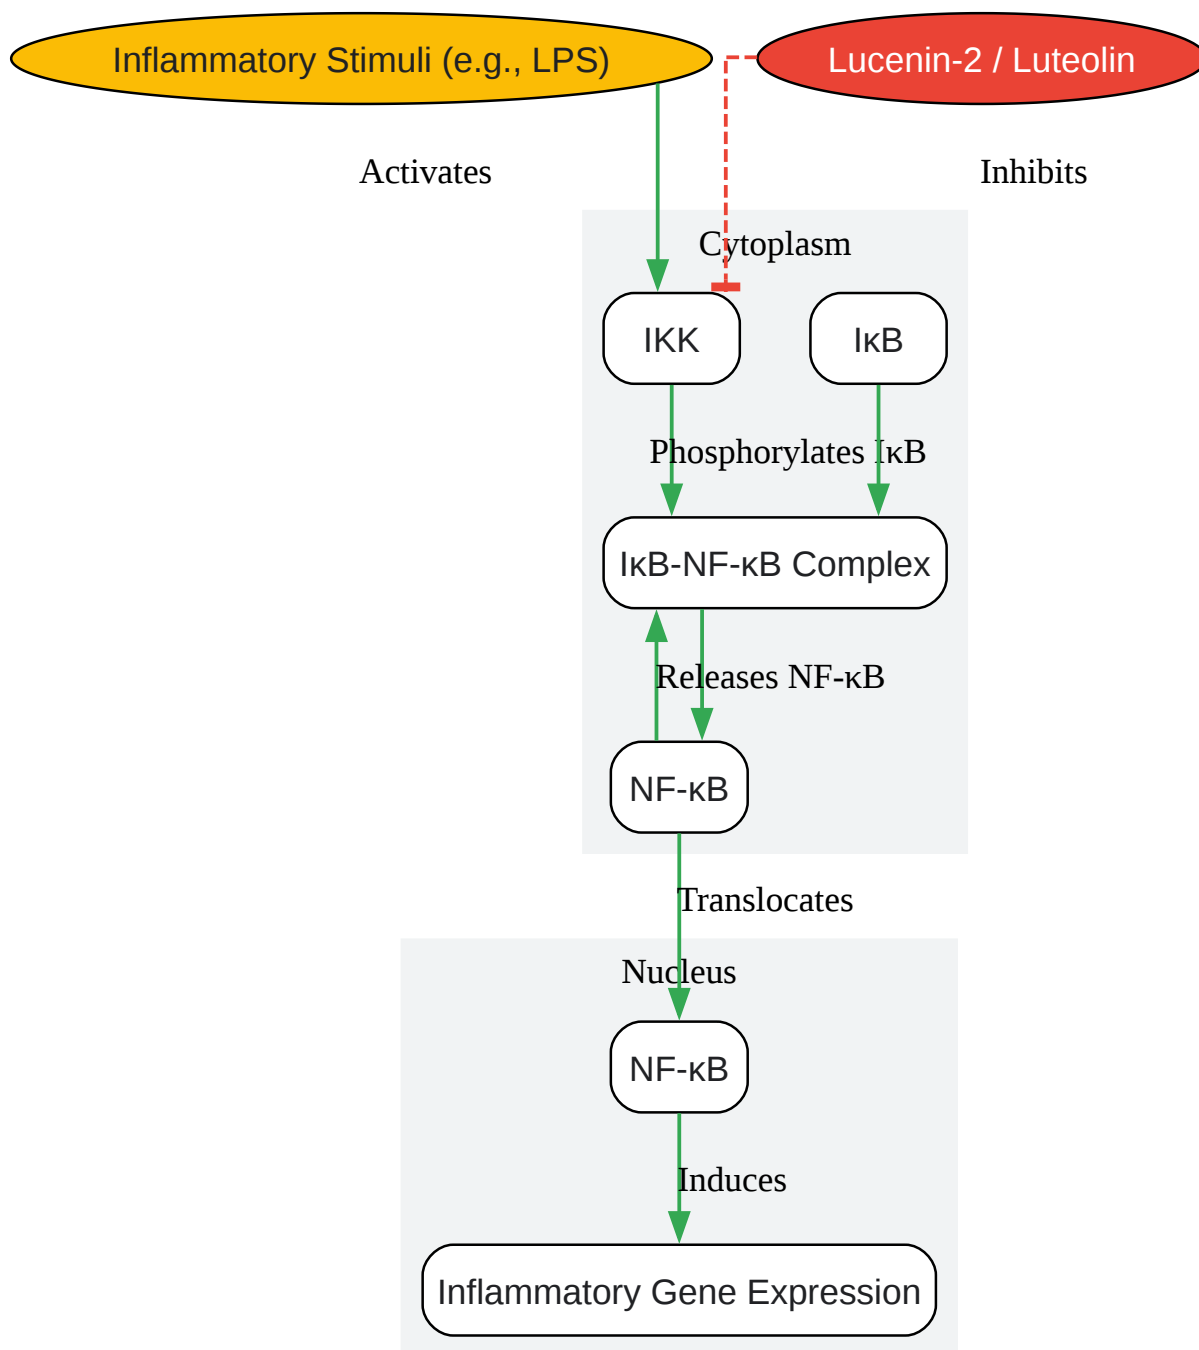 Inflammatory Stimuli (e.g., LPS)
Lucenin-2 / Luteolin
Activates
Inhibits
Cytoplasm
IKK
IκB
Phosphorylates IκB
IκB-NF-κB Complex
Releases NF-κB
NF-κB
Translocates
Nucleus
NF-κB
Induces
Inflammatory Gene Expression